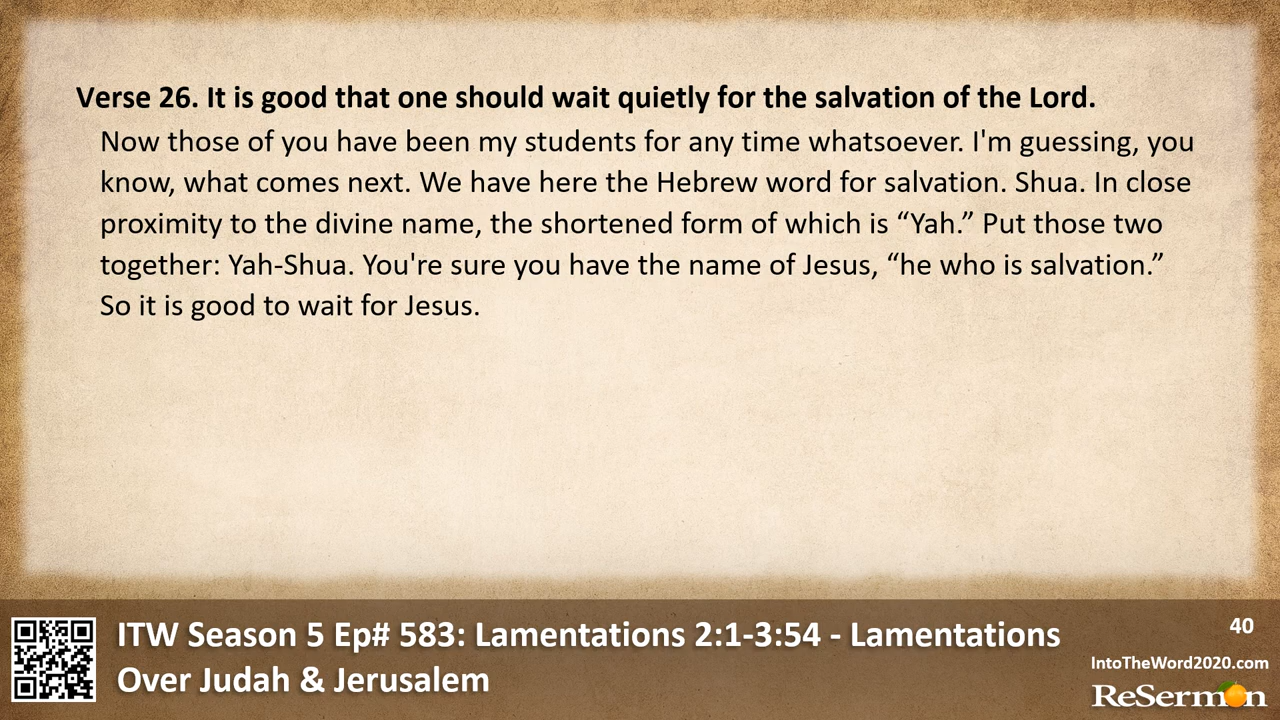 Verse 26. It is good that one should wait quietly for the salvation of the Lord.
Now those of you have been my students for any time whatsoever. I'm guessing, you
know, what comes next. We have here the Hebrew word for salvation. Shua. In close
proximity to the divine name, the shortened form of which is “Yah.” Put those two
together: Yah-Shua. You're sure you have the name of Jesus, “he who is salvation.”
So it is good to wait for Jesus.
ITW Season 5 Ep# 583: Lamentations 2:1-3:54 - Lamentations
Over Judah & Jerusalem
40
IntoTheWord2020.com
ReSermon